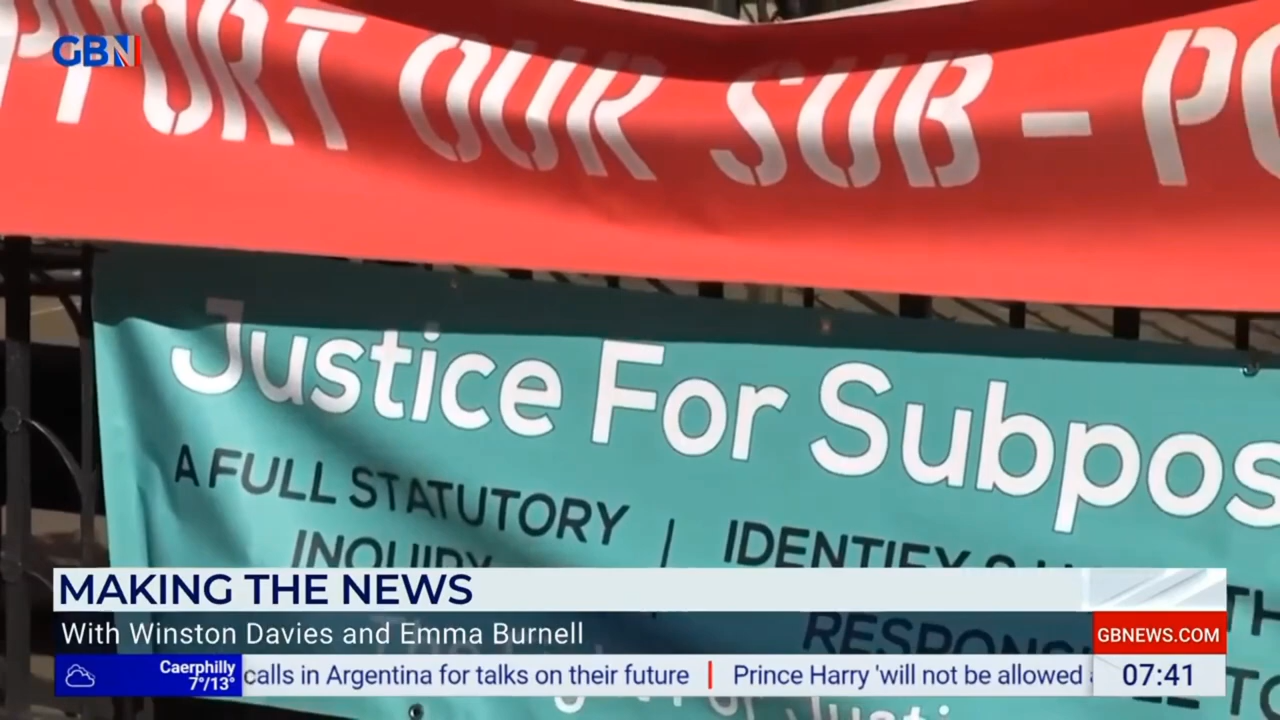 GBN
PORT OUR SUB-PO
Justice For Subpos
A FULL STATUTORY
INQUIRY
IDENTIFY
MAKING THE NEWS
With Winston Davies and Emma Burnell
GBNEWS.COM
Caerphilly
7°/13°
calls in Argentina for talks on their future | Prince Harry 'will not be allowed
07:41